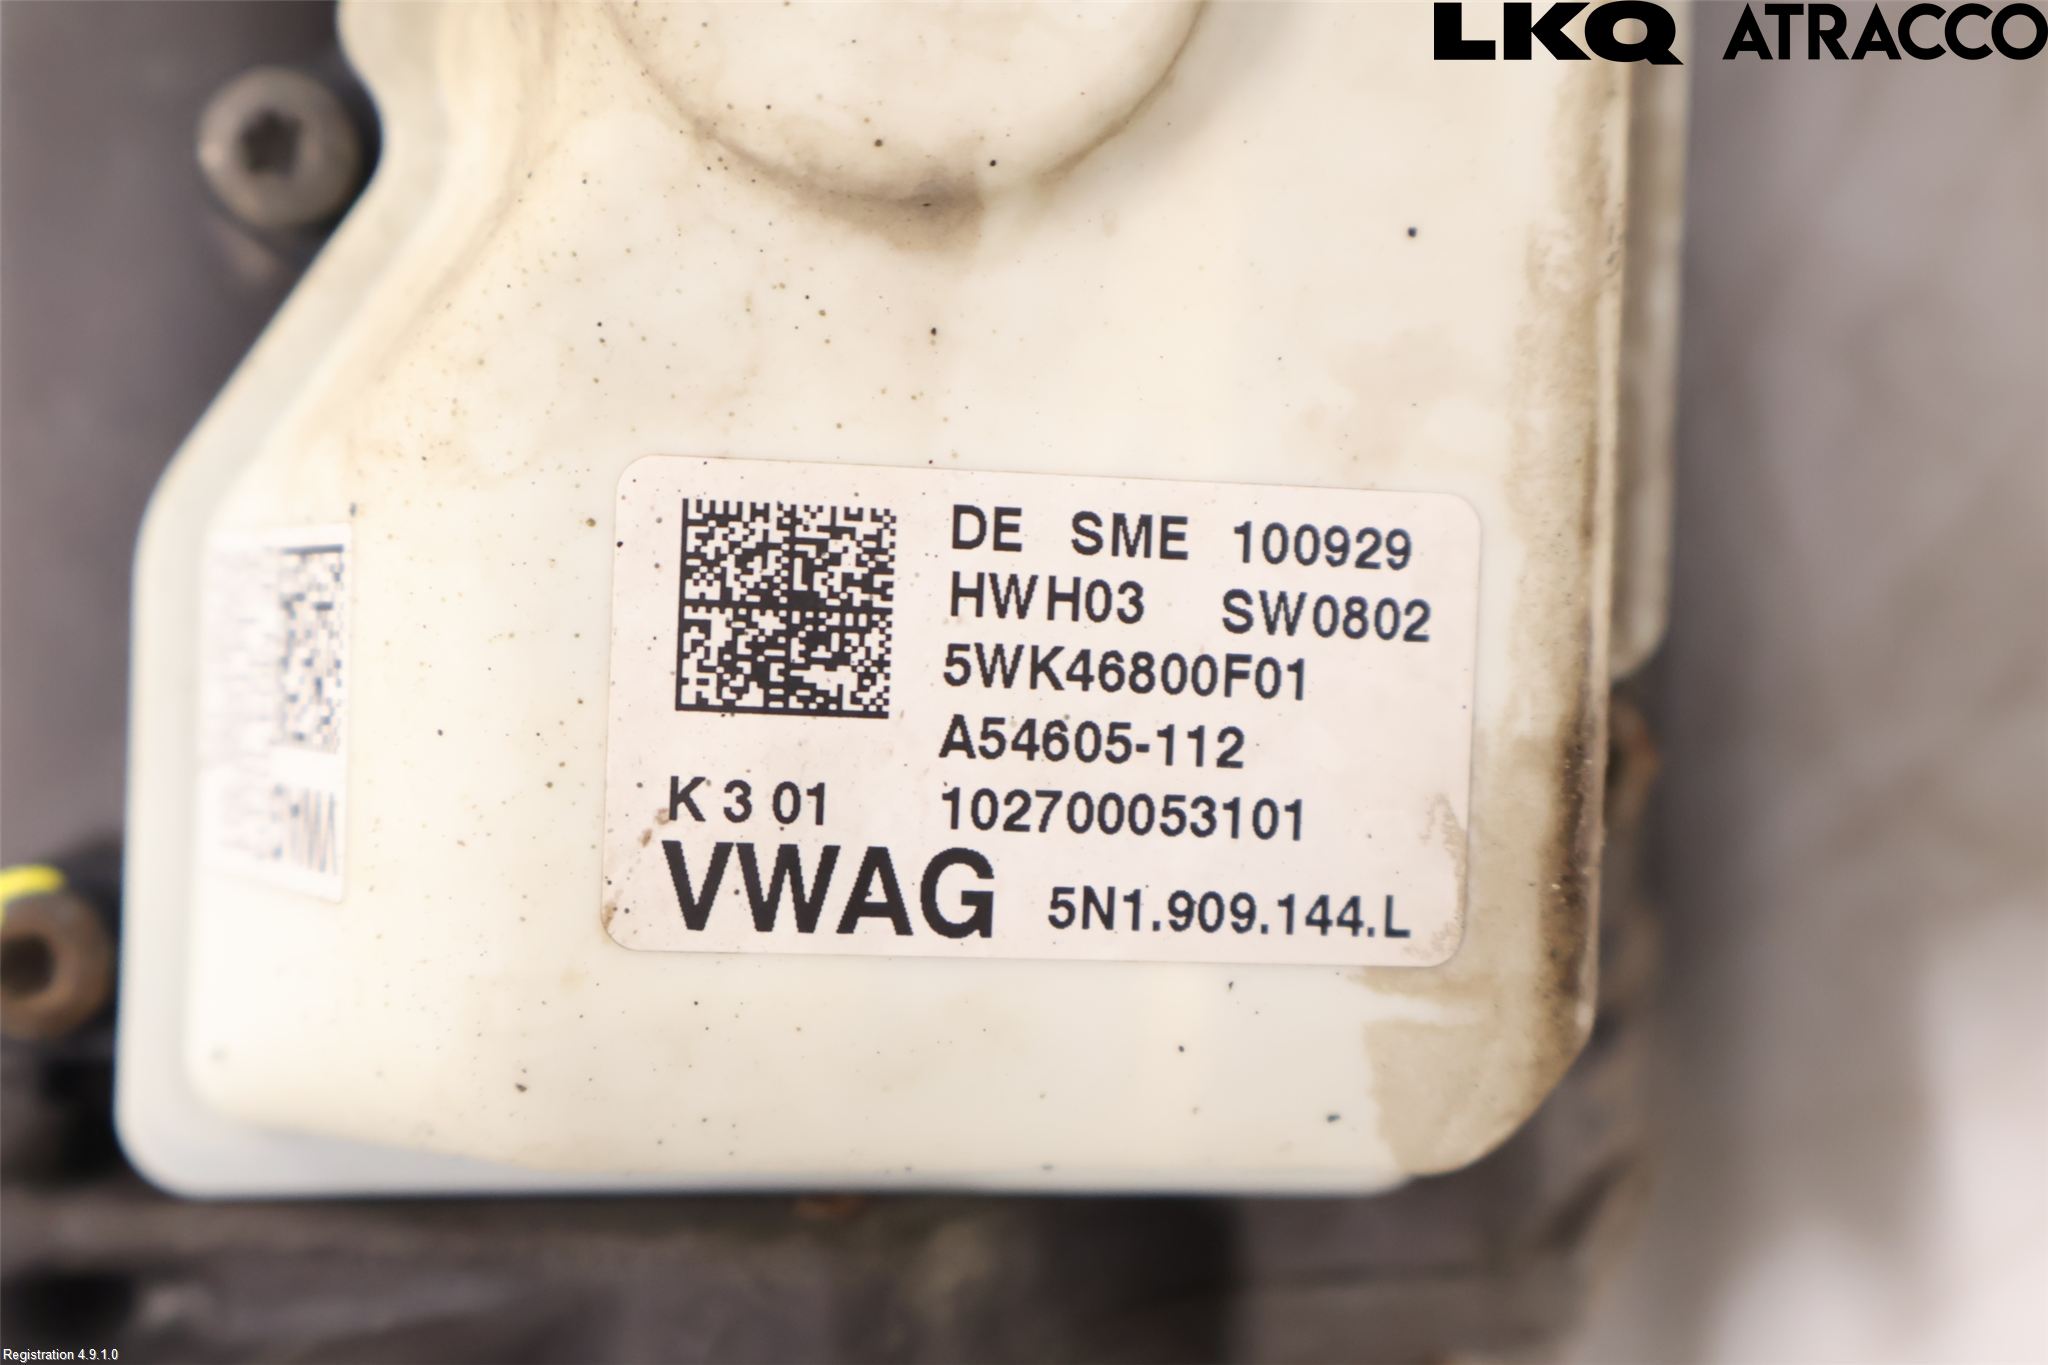 LKQ ATRACCO
DE SME 100929
HWH03 SW0802
5WK46800F01
A54605-112
K 3 01 102700053101
VWAG 5N1.909.144.L
Registration 4.9.1.0